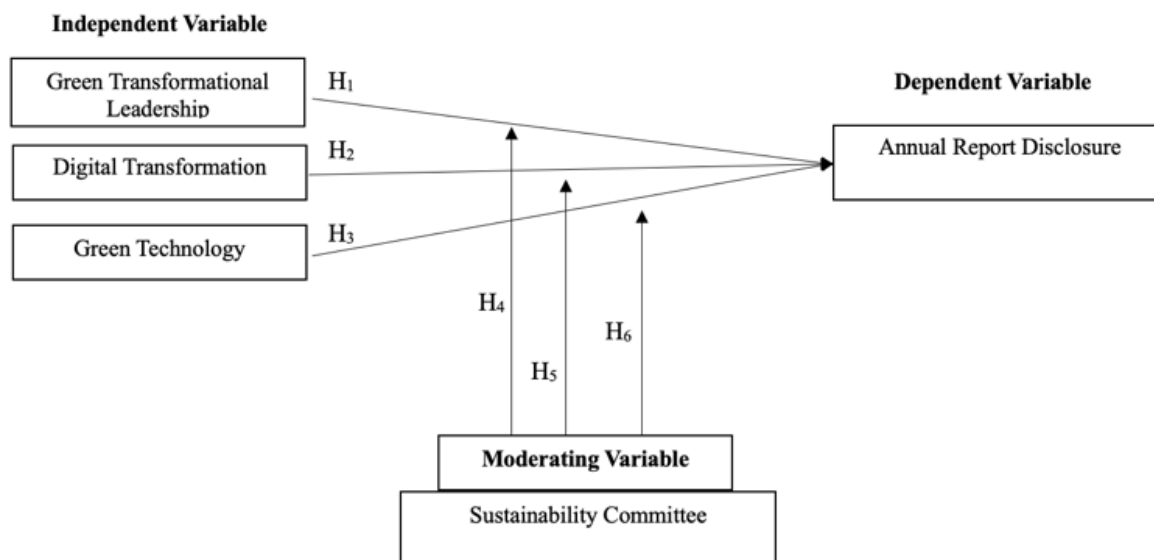 Independent Variable
Green Transformational
Leadership
H₁
Dependent Variable
Digital Transformation
H₂
Annual Report Disclosure
Green Technology
H₃
H₄
H₅
H₆
Moderating Variable
Sustainability Committee